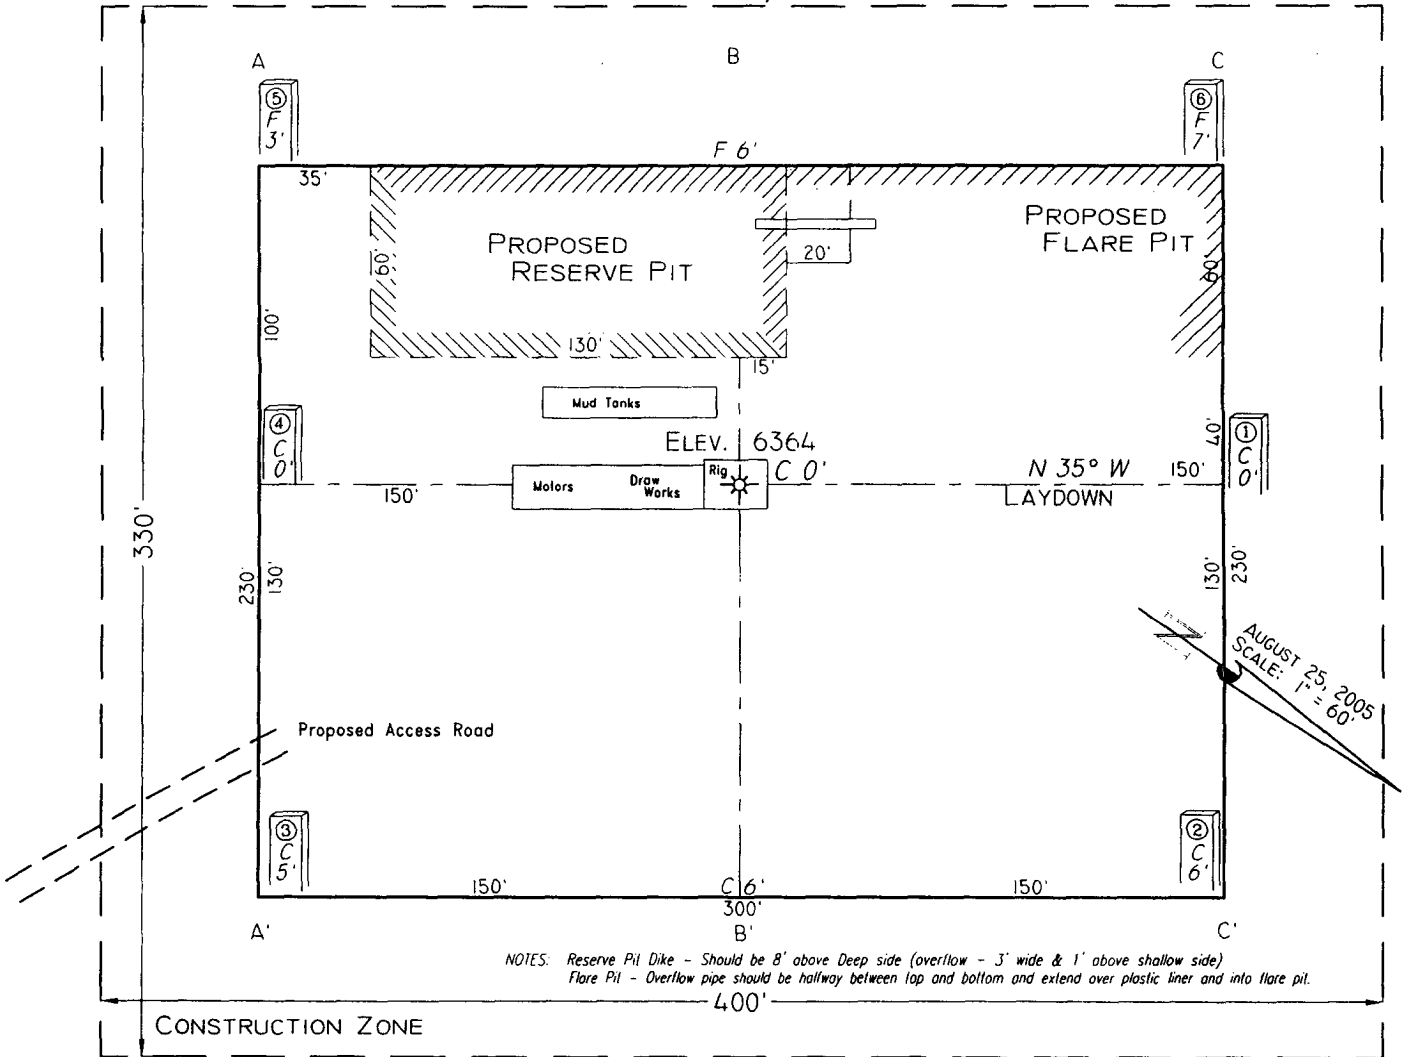 A
B
C
⑤
F
3'
⑥
F
7'
F 6'
35'
PROPOSED
RESERVE PIT
20'
PROPOSED
FLARE PIT
60'
60'
100'
130'
15'
Mud Tanks
④
C
0'
ELEV. 6364
C 0'
Rig
Motors
Draw
Works
150'
N 35° W
LAYDOWN
150'
40'
①
C
0'
330'
230'
130'
130'
230'
N
AUGUST 25, 2005
SCALE: 1" = 60'
Proposed Access Road
③
C
5'
②
C
6'
150'
C 6'
150'
300'
A'
B'
C'
NOTES: Reserve Pit Dike - Should be 8' above Deep side (overflow - 3' wide & 1' above shallow side)
Flare Pit - Overflow pipe should be halfway between top and bottom and extend over plastic liner and into flare pit.
400'
CONSTRUCTION ZONE